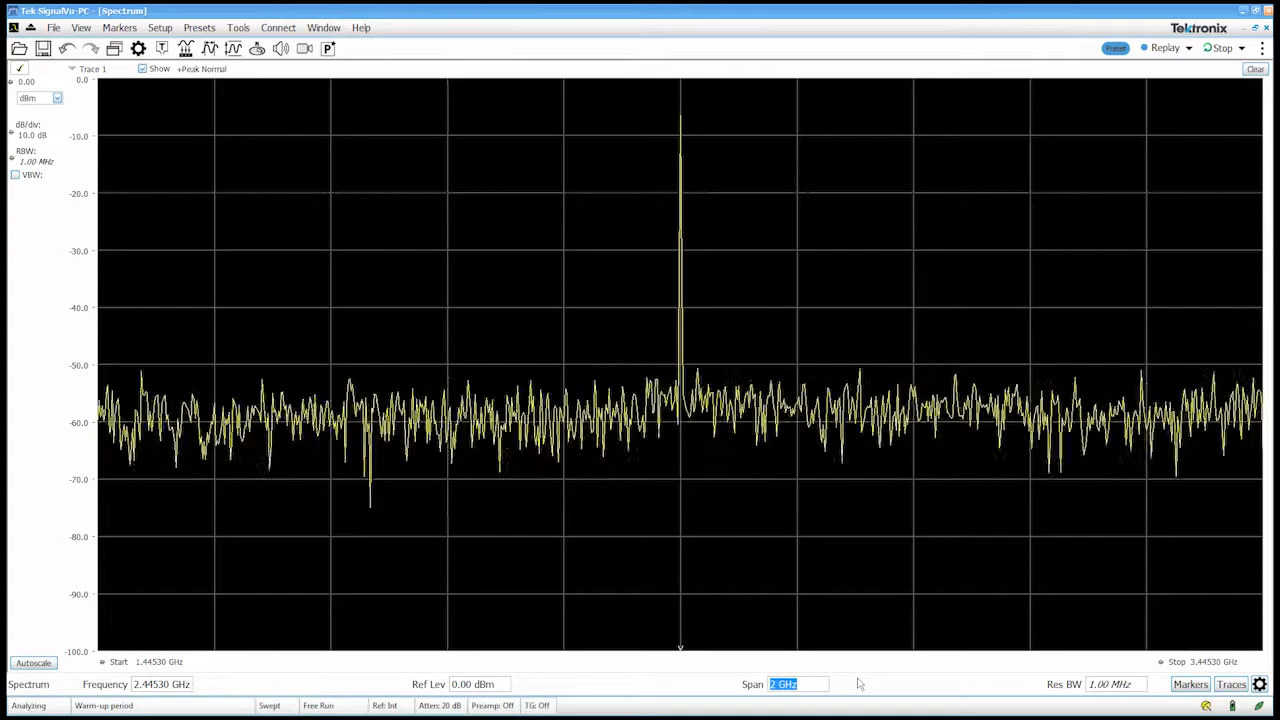 Tek SignalVu-PC - [Spectrum]
File View Markers Setup Presets Tools Connect Window Help
Tektronix
Preset Replay Stop
Trace 1 Show +Peak Normal
Clear
0.00
dBm
dB/div:
10.0 dB
RBW:
1.00 MHz
VBW:
0.0
-10.0
-20.0
-30.0
-40.0
-50.0
-60.0
-70.0
-80.0
-90.0
-100.0
Autoscale
Start 1.44530 GHz
Stop 3.44530 GHz
Spectrum Frequency 2.44530 GHz Ref Lev 0.00 dBm Span 2 GHz Res BW 1.00 MHz Markers Traces
Analyzing Warm-up period Swept Free Run Ref: Int Atten: 20 dB Preamp: Off TG: Off